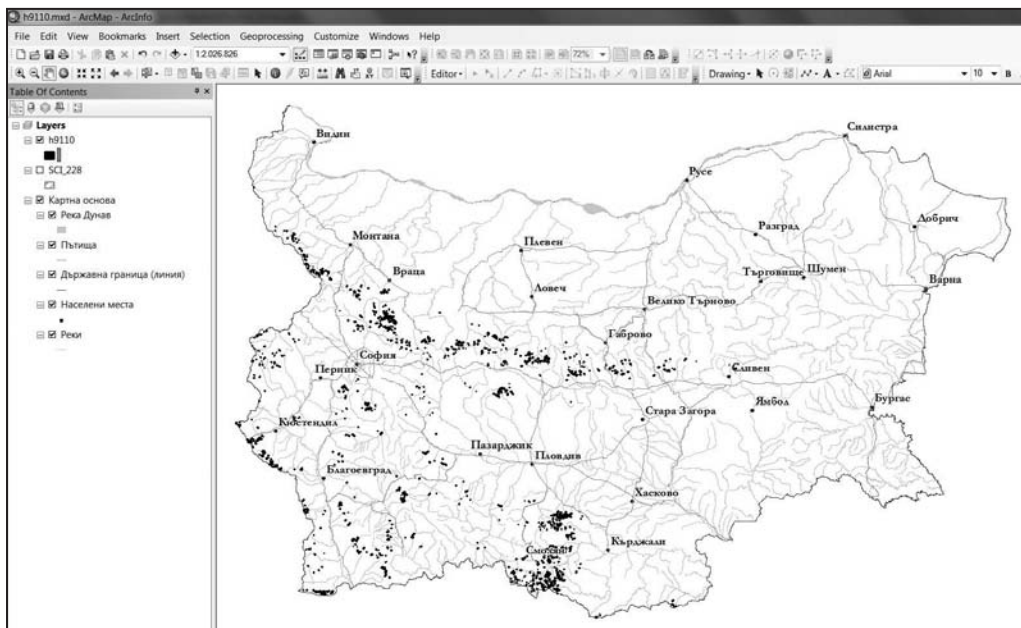 h9110.mxd - ArcMap - ArcInfo
File Edit View Bookmarks Insert Selection Geoprocessing Customize Windows Help
1:2.026.826
72%
Editor
Drawing
Arial
10
B
Table Of Contents
Layers
h9110
SCI_228
Картна основа
Река Дунав
Пътища
Държавна граница (линия)
Населени места
Реки
Видин
Силистра
Русе
Добрич
Разград
Монтана
Плевен
Враца
Търговище
Шумен
Варна
Ловеч
Велико Търново
Габрово
София
Перник
Сливен
Ямбол
Бургас
Стара Загора
Кюстендил
Пазарджик
Пловдив
Благоевград
Хасково
Кърджали
Смолян